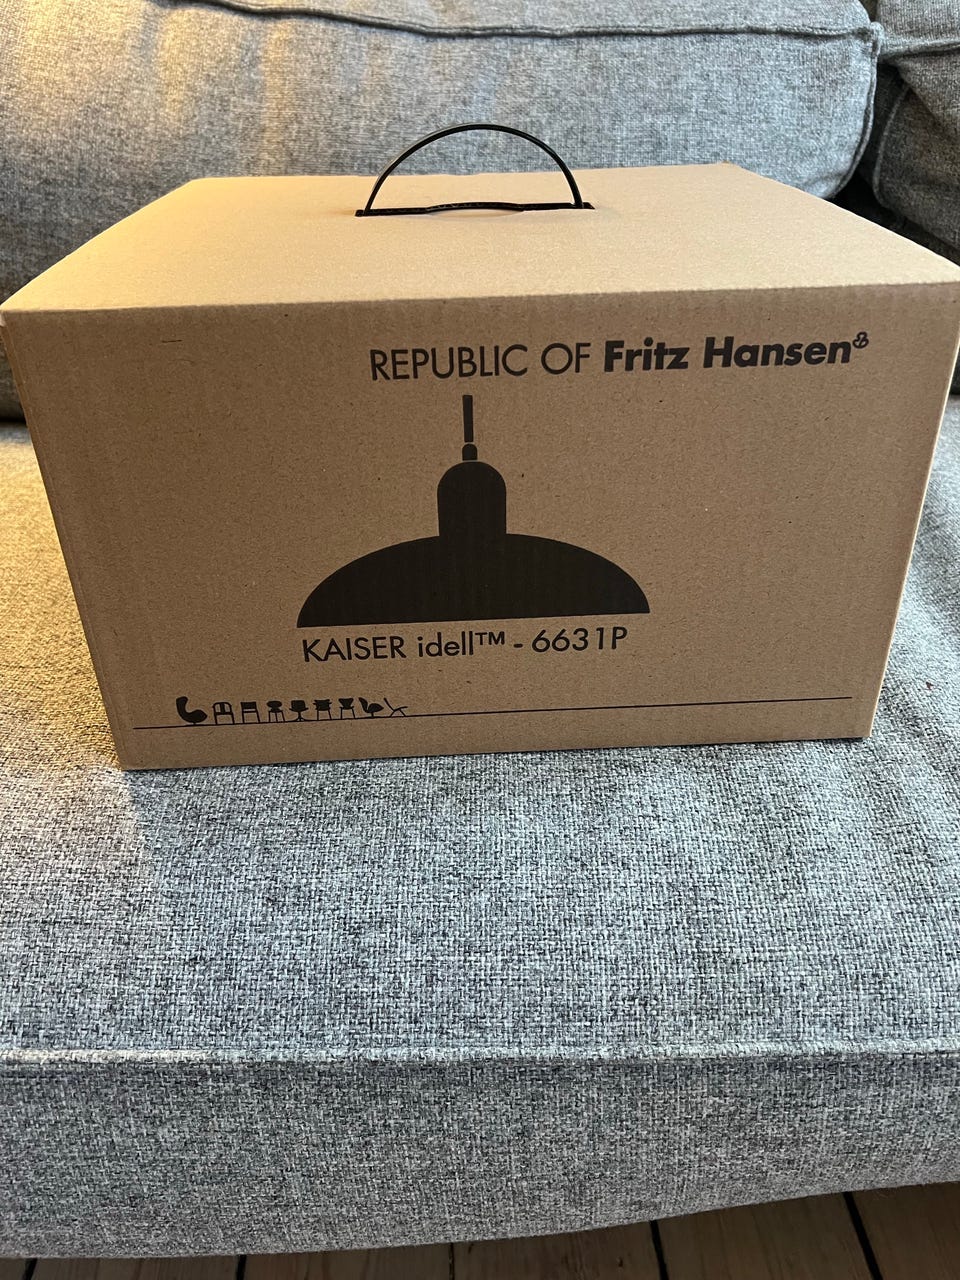 REPUBLIC OF Fritz Hansen
KAISER idell™ - 6631P